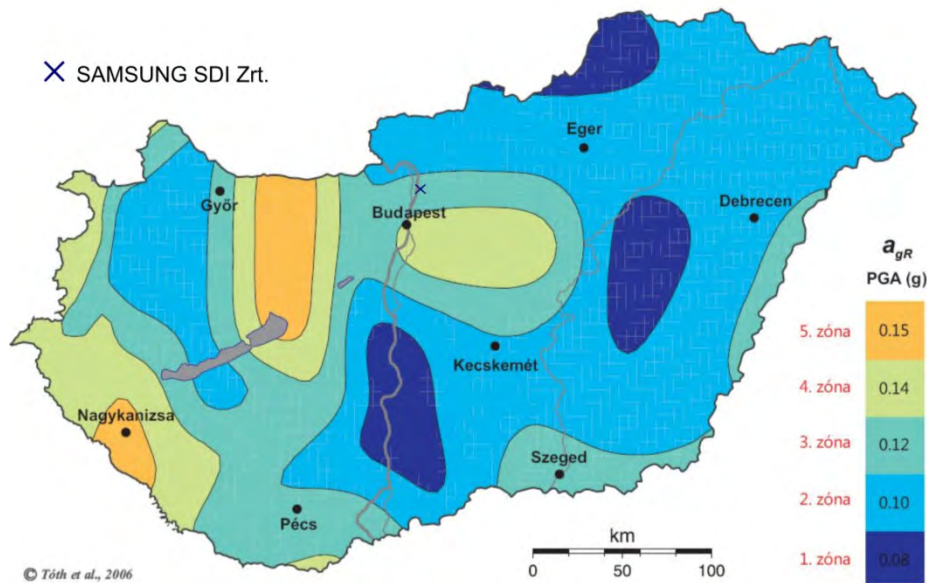 SAMSUNG SDI Zrt.
Eger
Győr
Budapest
Debrecen
a_gR
PGA (g)
5. zóna 0.15
Kecskemét
4. zóna 0.14
Nagykanizsa
3. zóna 0.12
Szeged
2. zóna 0.10
Pécs
km
1. zóna 0.08
0 50 100
© Tóth et al., 2006